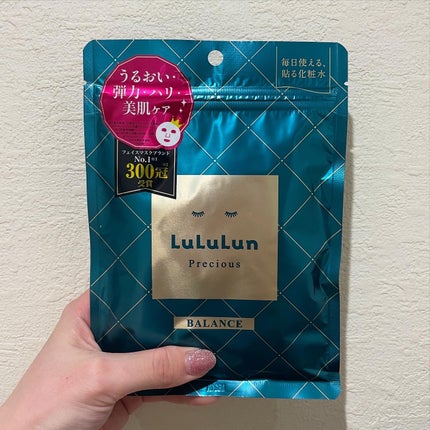 うるおい・
弾力・ハリ・
美肌ケア
毎日使える、
貼る化粧水
フェイスマスクブランド
No.1
300冠
受賞
LuLuLun
Precious
BALANCE